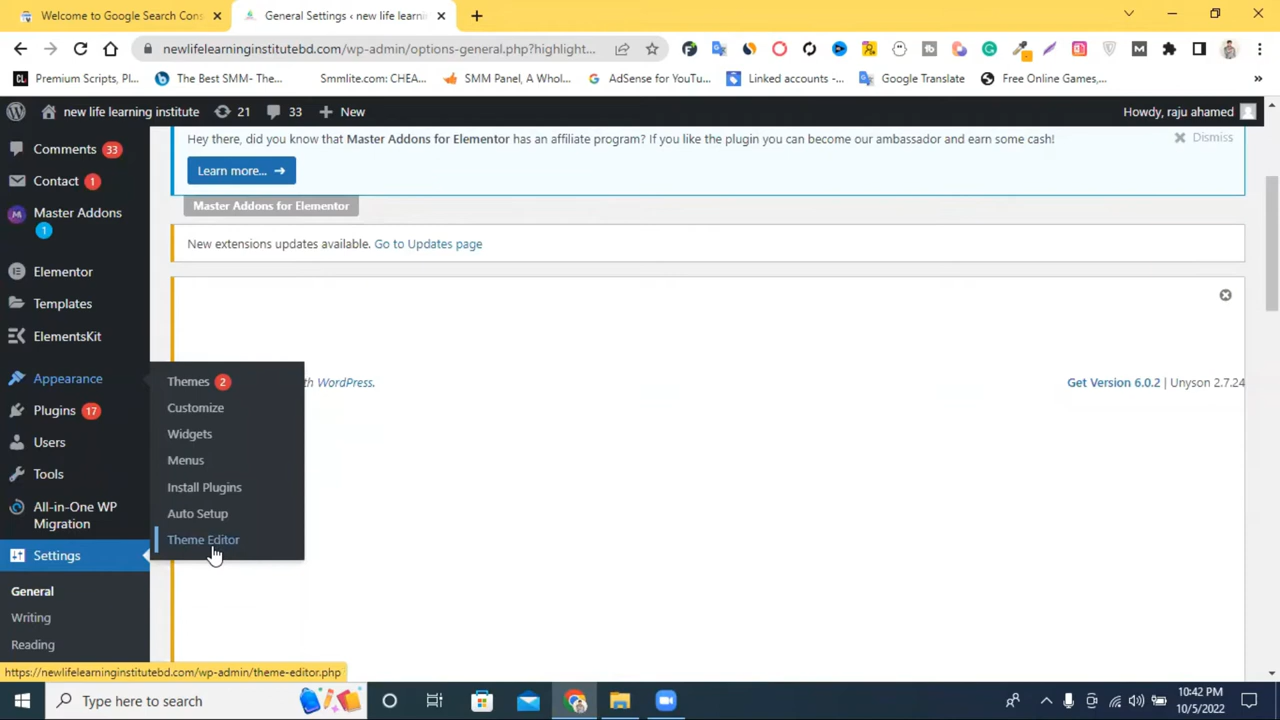 Welcome to Google Search Cons
General Settings ‹ new life learnin
newlifelearninginstitutebd.com/wp-admin/options-general.php?highlight...
Premium Scripts, Pl...
The Best SMM- The...
Smmlite.com: CHEA...
SMM Panel, A Whol...
AdSense for YouTu...
Linked accounts -...
Google Translate
Free Online Games,...
»
new life learning institute
21
33
New
Howdy, raju ahamed
Comments 33
Contact 1
Master Addons
1
Elementor
Templates
ElementsKit
Appearance
Plugins 17
Users
Tools
All-in-One WP
Migration
Settings
General
Writing
Reading
Themes 2
Customize
Widgets
Menus
Install Plugins
Auto Setup
Theme Editor
Hey there, did you know that Master Addons for Elementor has an affiliate program? If you like the plugin you can become our ambassador and earn some cash!
Dismiss
Learn more... →
Master Addons for Elementor
New extensions updates available. Go to Updates page
th WordPress.
Get Version 6.0.2 | Unyson 2.7.24
https://newlifelearninginstitutebd.com/wp-admin/theme-editor.php
Type here to search
10:42 PM
10/5/2022